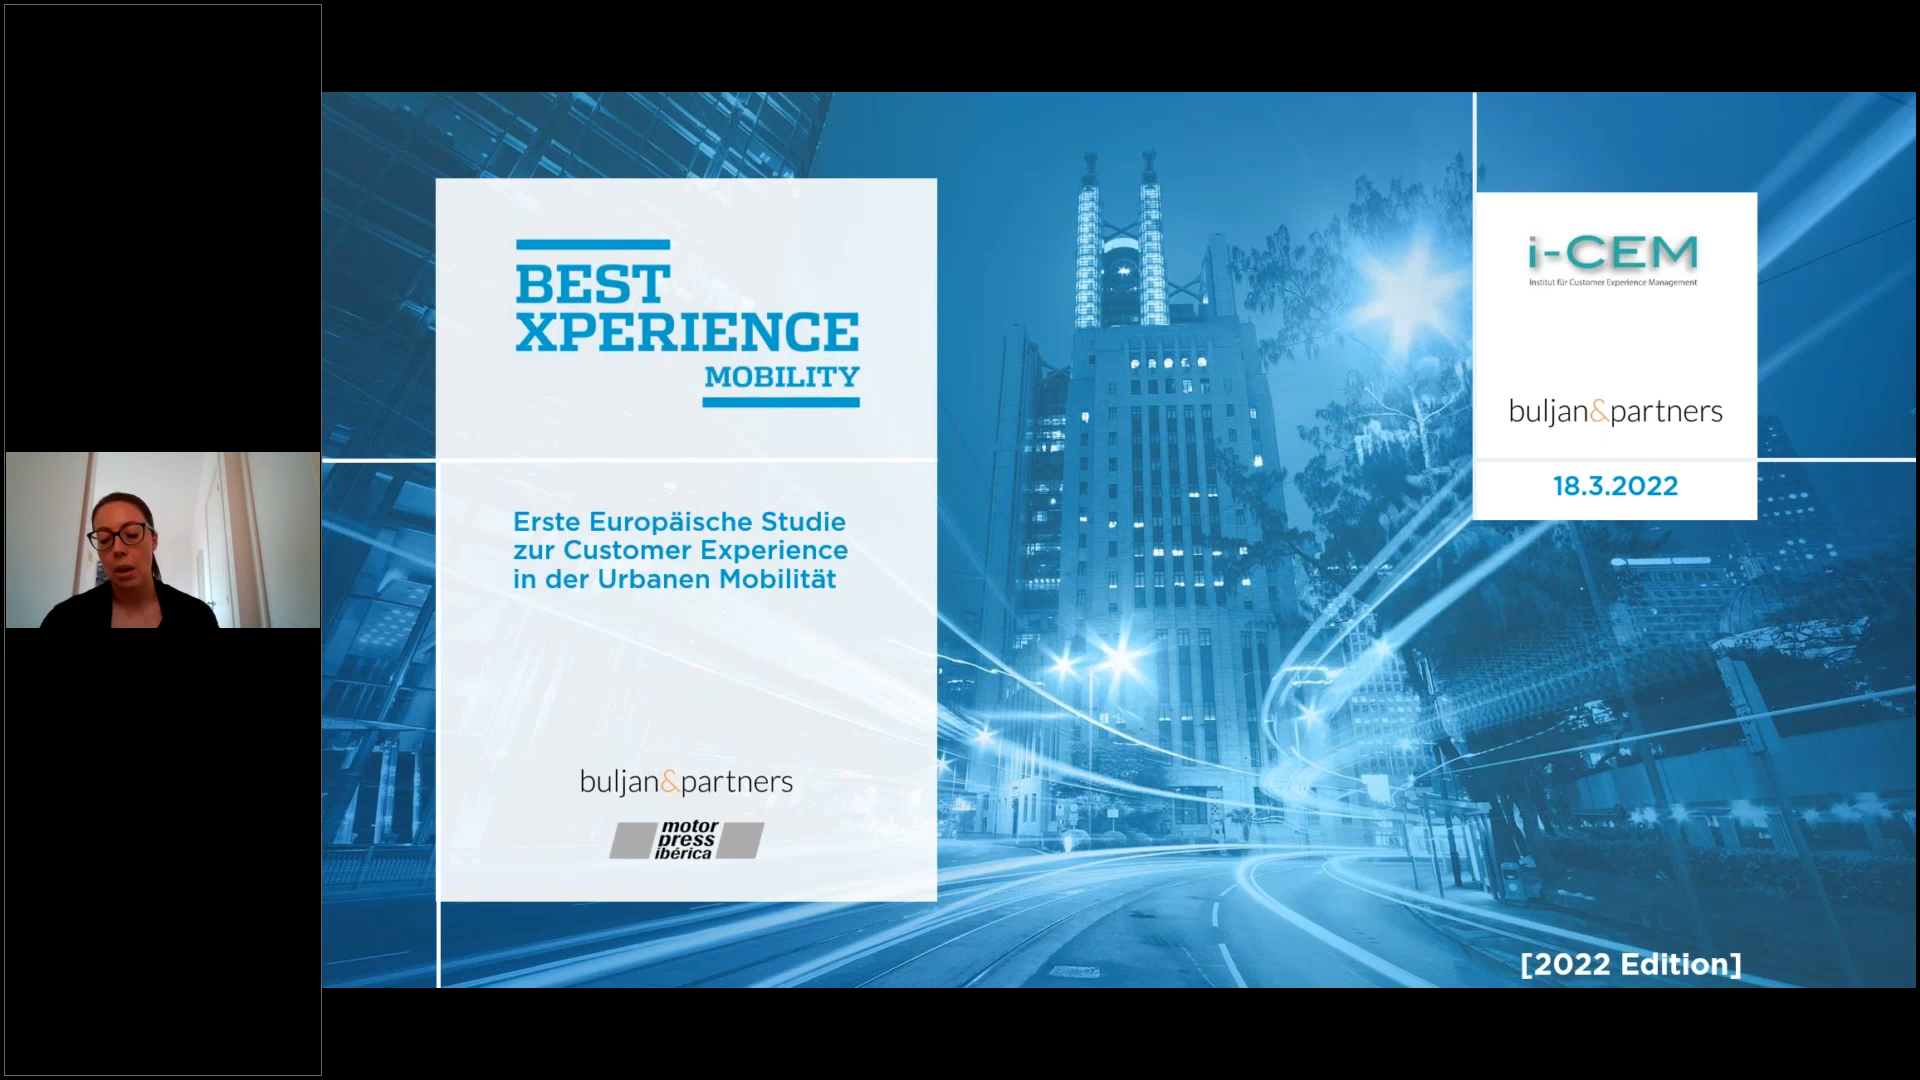 BEST
XPERIENCE
MOBILITY
Erste Europäische Studie
zur Customer Experience
in der Urbanen Mobilität
buljan&partners
motor
press
ibérica
i-CEM
Institut für Customer Experience Management
buljan&partners
18.3.2022
[2022 Edition]